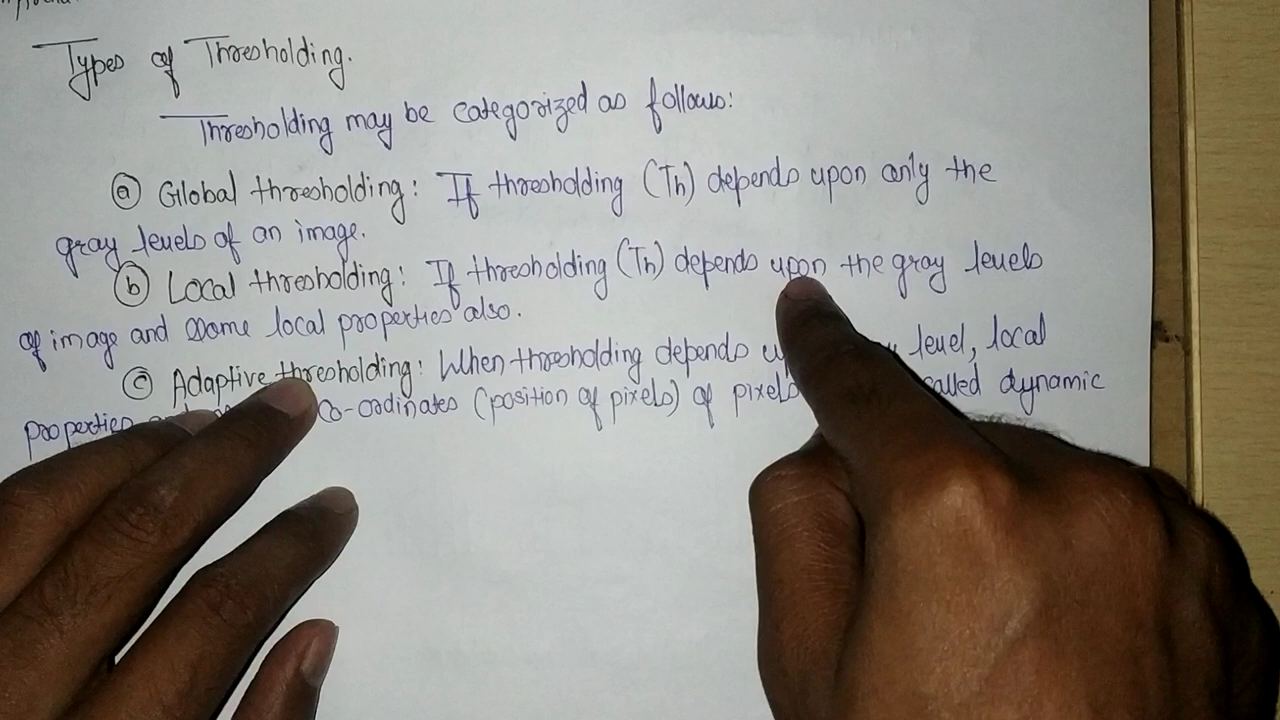 Types of Thresholding.
Thresholding may be categorized as follows:
(a) Global thresholding: If thresholding (Th) depends upon only the
gray levels of an image.
(b) Local thresholding: If thresholding (Th) depends upon the gray levels
of image and some local properties also.
(c) Adaptive thresholding: When thresholding depends level, local
properties co-ordinates (position of pixels) of pixels called dynamic